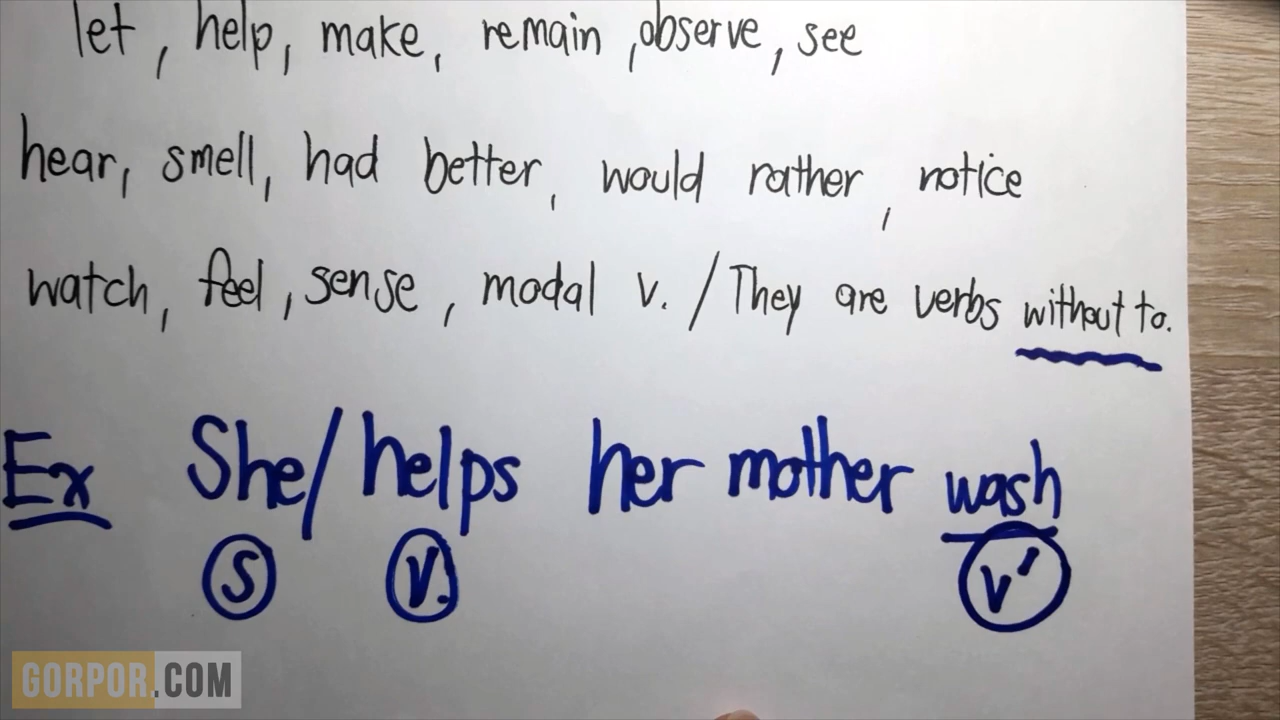 let, help, make, remain, observe, see
hear, smell, had better, would rather, notice
watch, feel, sense, modal v. / They are verbs without to.
Ex She/ helps her mother wash
S V. V'
GORPOR.COM